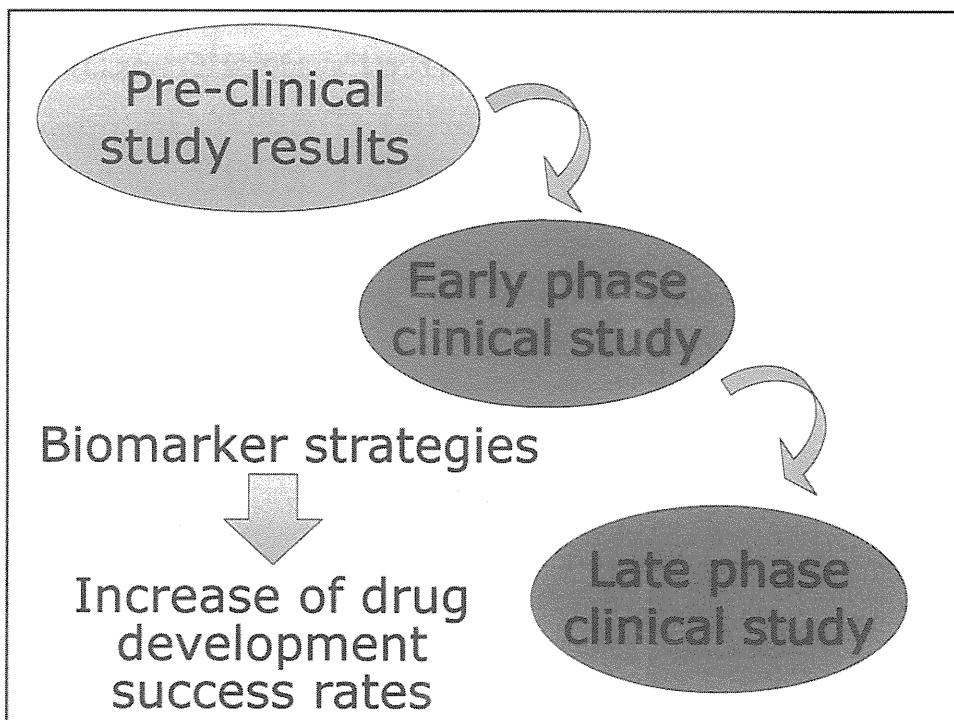 Pre-clinical
study results
Early phase
clinical study
Biomarker strategies
Late phase
clinical study
Increase of drug
development
success rates